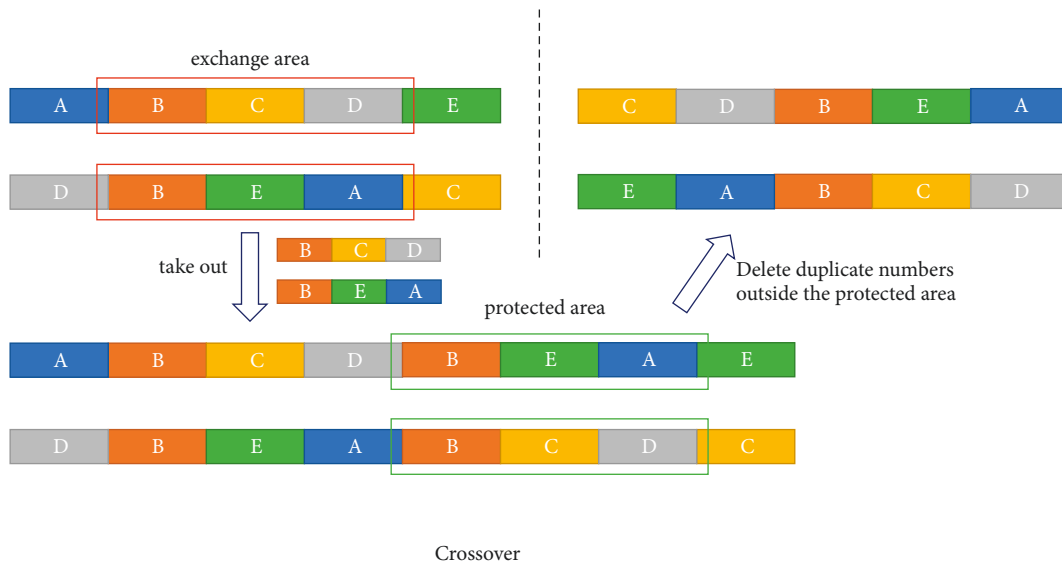 exchange area
A B C D E
D B E A C
C D B E A
E A B C D
take out
B C D
B E A
Delete duplicate numbers
outside the protected area
protected area
A B C D B E A E
D B E A B C D C
Crossover